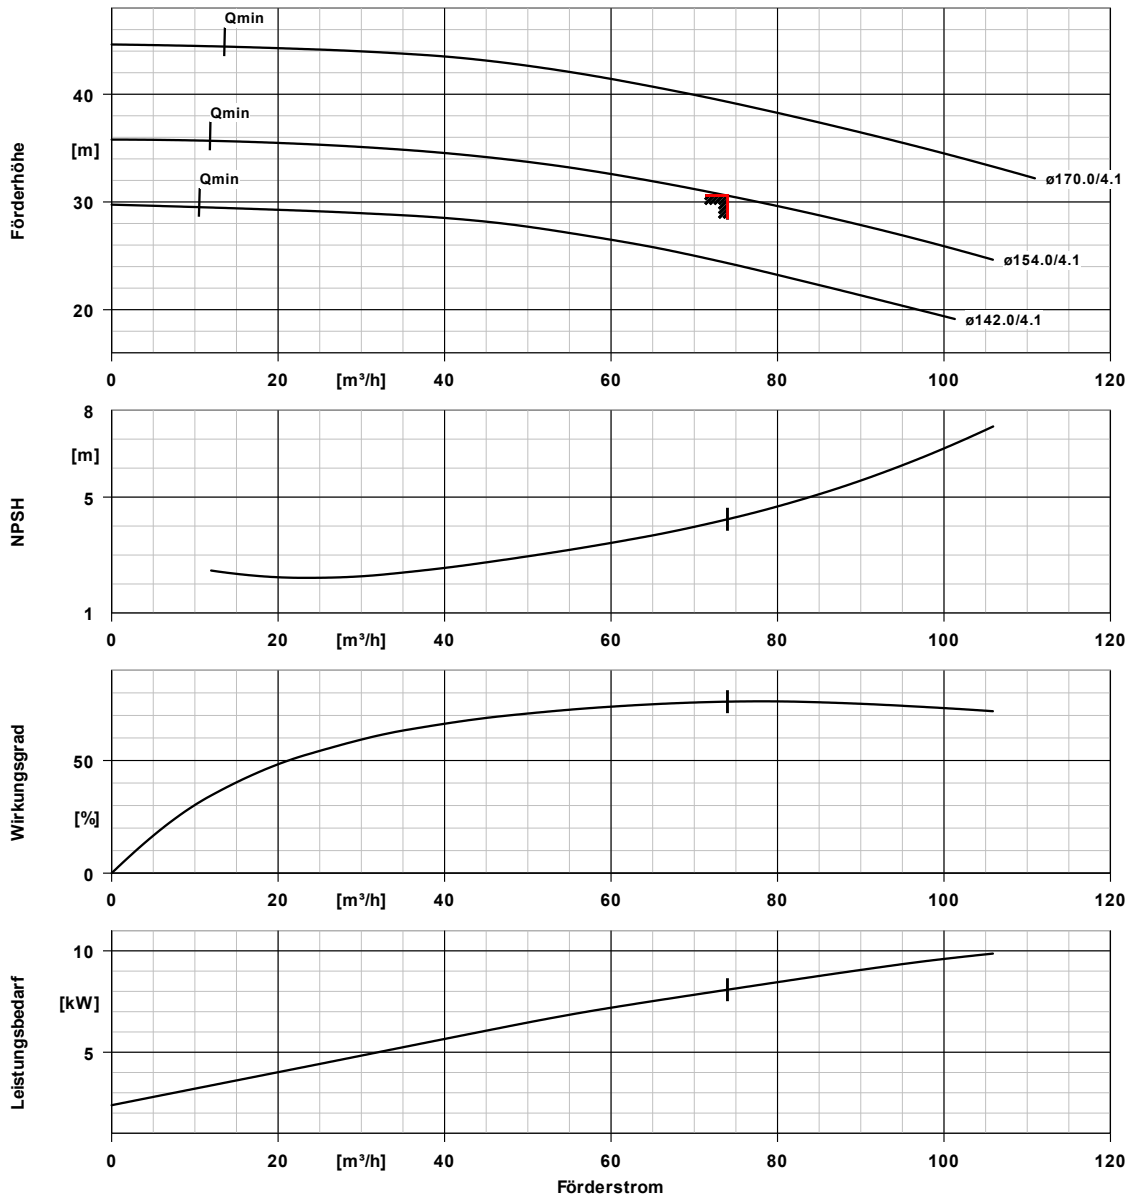 Qmin
40
Qmin
[m]
Förderhöhe
Qmin
ø170.0/4.1
30
ø154.0/4.1
20
ø142.0/4.1
0 20 [m³/h] 40 60 80 100 120
8
[m]
5
NPSH
1
0 20 [m³/h] 40 60 80 100 120
50
Wirkungsgrad
[%]
0
0 20 [m³/h] 40 60 80 100 120
10
[kW]
Leistungsbedarf
5
0 20 [m³/h] 40 60 80 100 120
Förderstrom